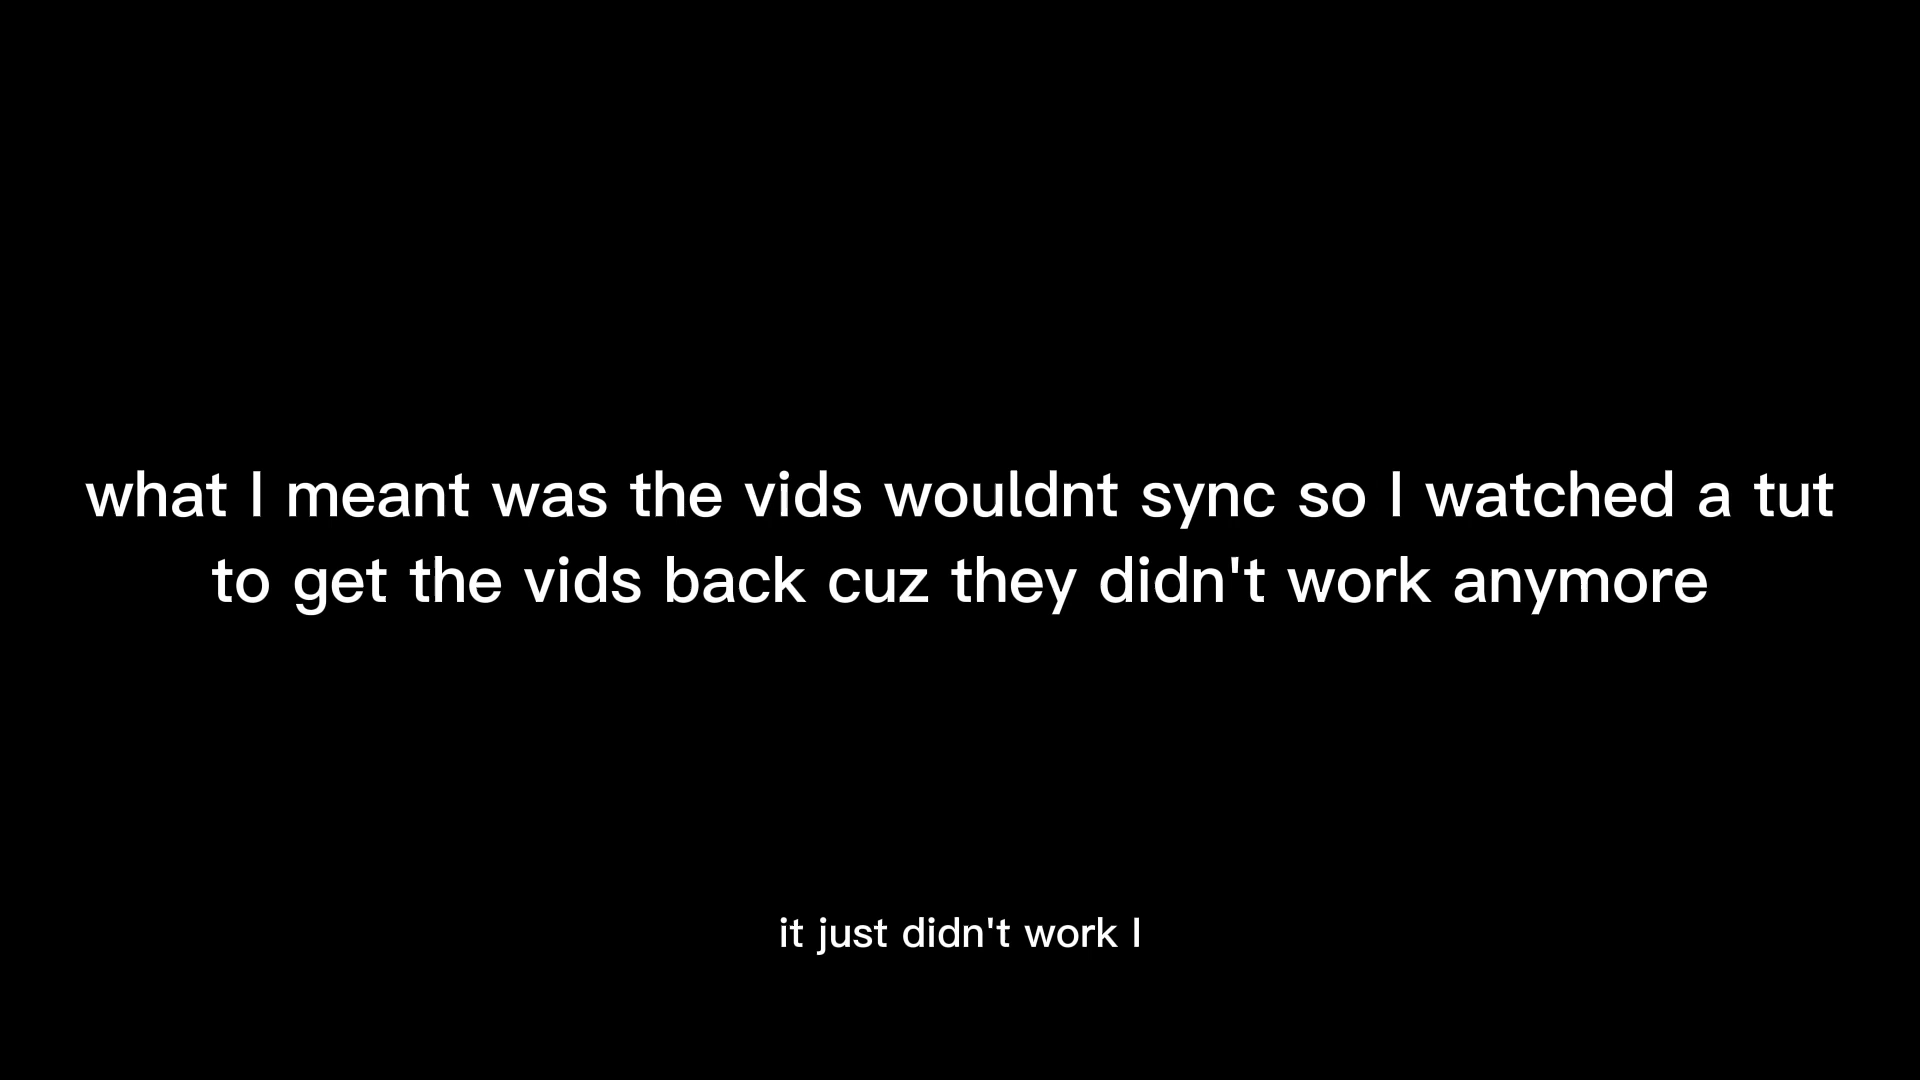 what I meant was the vids wouldnt sync so I watched a tut
to get the vids back cuz they didn't work anymore
it just didn't work I